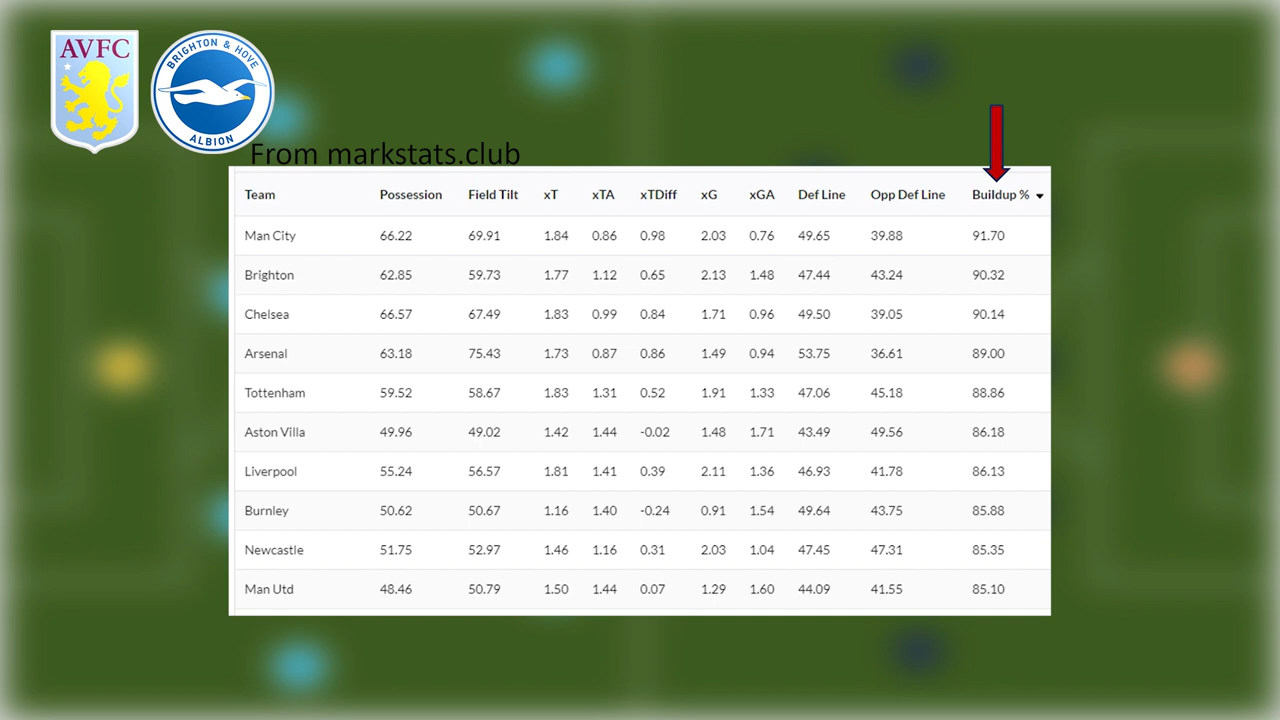 AVFC
BRIGHTON & HOVE
ALBION
From markstats.club
Team Possession Field Tilt xT xTA xTDiff xG xGA Def Line Opp Def Line Buildup %
Man City 66.22 69.91 1.84 0.86 0.98 2.03 0.76 49.65 39.88 91.70
Brighton 62.85 59.73 1.77 1.12 0.65 2.13 1.48 47.44 43.24 90.32
Chelsea 66.57 67.49 1.83 0.99 0.84 1.71 0.96 49.50 39.05 90.14
Arsenal 63.18 75.43 1.73 0.87 0.86 1.49 0.94 53.75 36.61 89.00
Tottenham 59.52 58.67 1.83 1.31 0.52 1.91 1.33 47.06 45.18 88.86
Aston Villa 49.96 49.02 1.42 1.44 -0.02 1.48 1.71 43.49 49.56 86.18
Liverpool 55.24 56.57 1.81 1.41 0.39 2.11 1.36 46.93 41.78 86.13
Burnley 50.62 50.67 1.16 1.40 -0.24 0.91 1.54 49.64 43.75 85.88
Newcastle 51.75 52.97 1.46 1.16 0.31 2.03 1.04 47.45 47.31 85.35
Man Utd 48.46 50.79 1.50 1.44 0.07 1.29 1.60 44.09 41.55 85.10